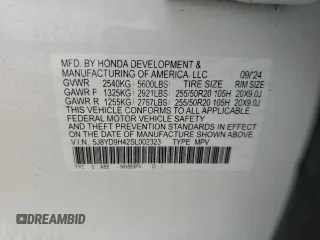 MFD. BY HONDA DEVELOPMENT &
MANUFACTURING OF AMERICA, LLC 09/24
GVWR 2540KG 5600LBS TIRE SIZE RIM SIZE
GAWR F 1325KG 2921LBS 255/50R20 105H 20X9.0J
GAWR R 1255KG 2767LBS 255/50R20 105H 20X9.0J
THIS VEHICLE CONFORMS TO ALL APPLICABLE
FEDERAL MOTOR VEHICLE SAFETY AND
THEFT PREVENTION STANDARDS IN EFFECT ON
THE DATE OF MANUFACTURE SHOWN ABOVE.
V.I.N. 5J8YD9H42SL002323 TYPE MPV
AUTOBIDMASTER